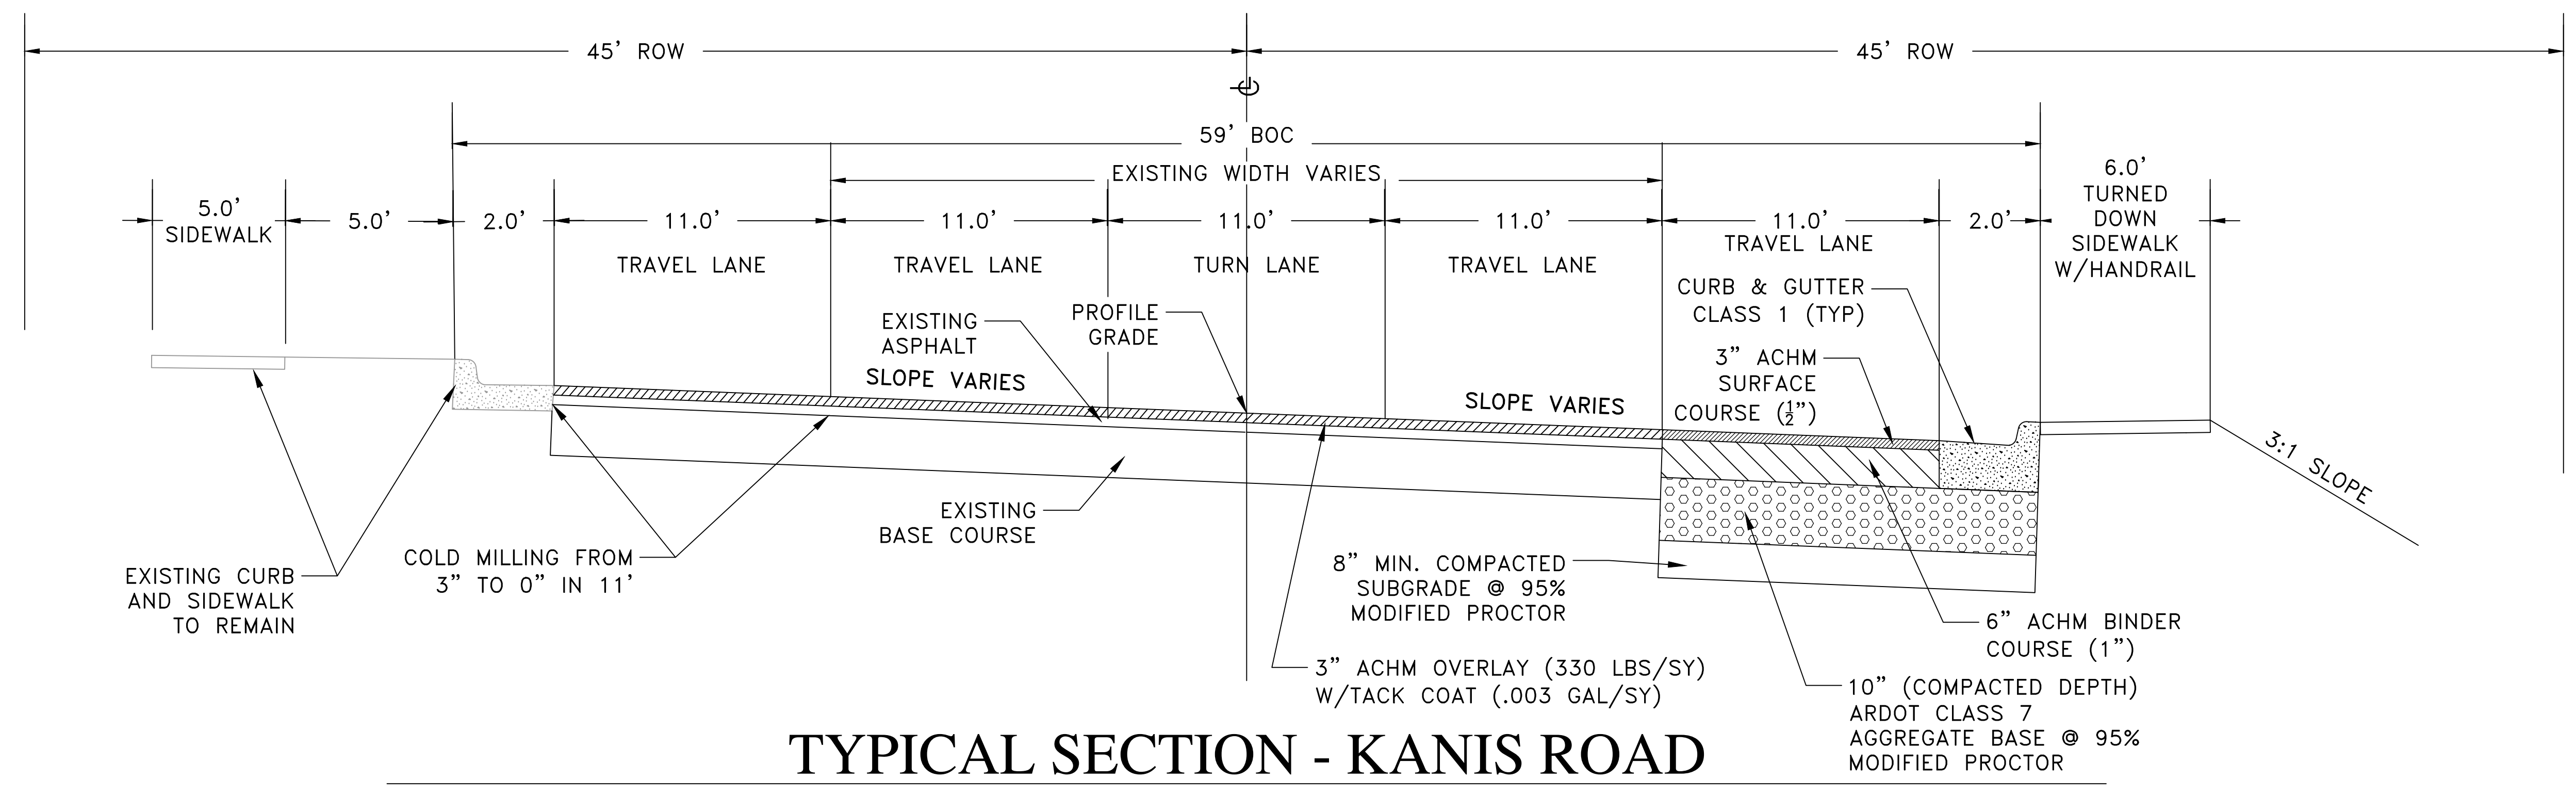 45' ROW
45' ROW
℄
59' BOC
EXISTING WIDTH VARIES
5.0'
SIDEWALK
5.0'
2.0'
11.0'
TRAVEL LANE
11.0'
TRAVEL LANE
11.0'
TURN LANE
11.0'
TRAVEL LANE
11.0'
TRAVEL LANE
2.0'
6.0'
TURNED
DOWN
SIDEWALK
W/HANDRAIL
CURB & GUTTER
CLASS 1 (TYP)
EXISTING
ASPHALT
PROFILE
GRADE
3" ACHM
SURFACE
COURSE (½")
SLOPE VARIES
SLOPE VARIES
3:1 SLOPE
EXISTING
BASE COURSE
COLD MILLING FROM
3" TO 0" IN 11'
EXISTING CURB
AND SIDEWALK
TO REMAIN
8" MIN. COMPACTED
SUBGRADE @ 95%
MODIFIED PROCTOR
6" ACHM BINDER
COURSE (1")
3" ACHM OVERLAY (330 LBS/SY)
W/TACK COAT (.003 GAL/SY)
10" (COMPACTED DEPTH)
ARDOT CLASS 7
AGGREGATE BASE @ 95%
MODIFIED PROCTOR
TYPICAL SECTION - KANIS ROAD